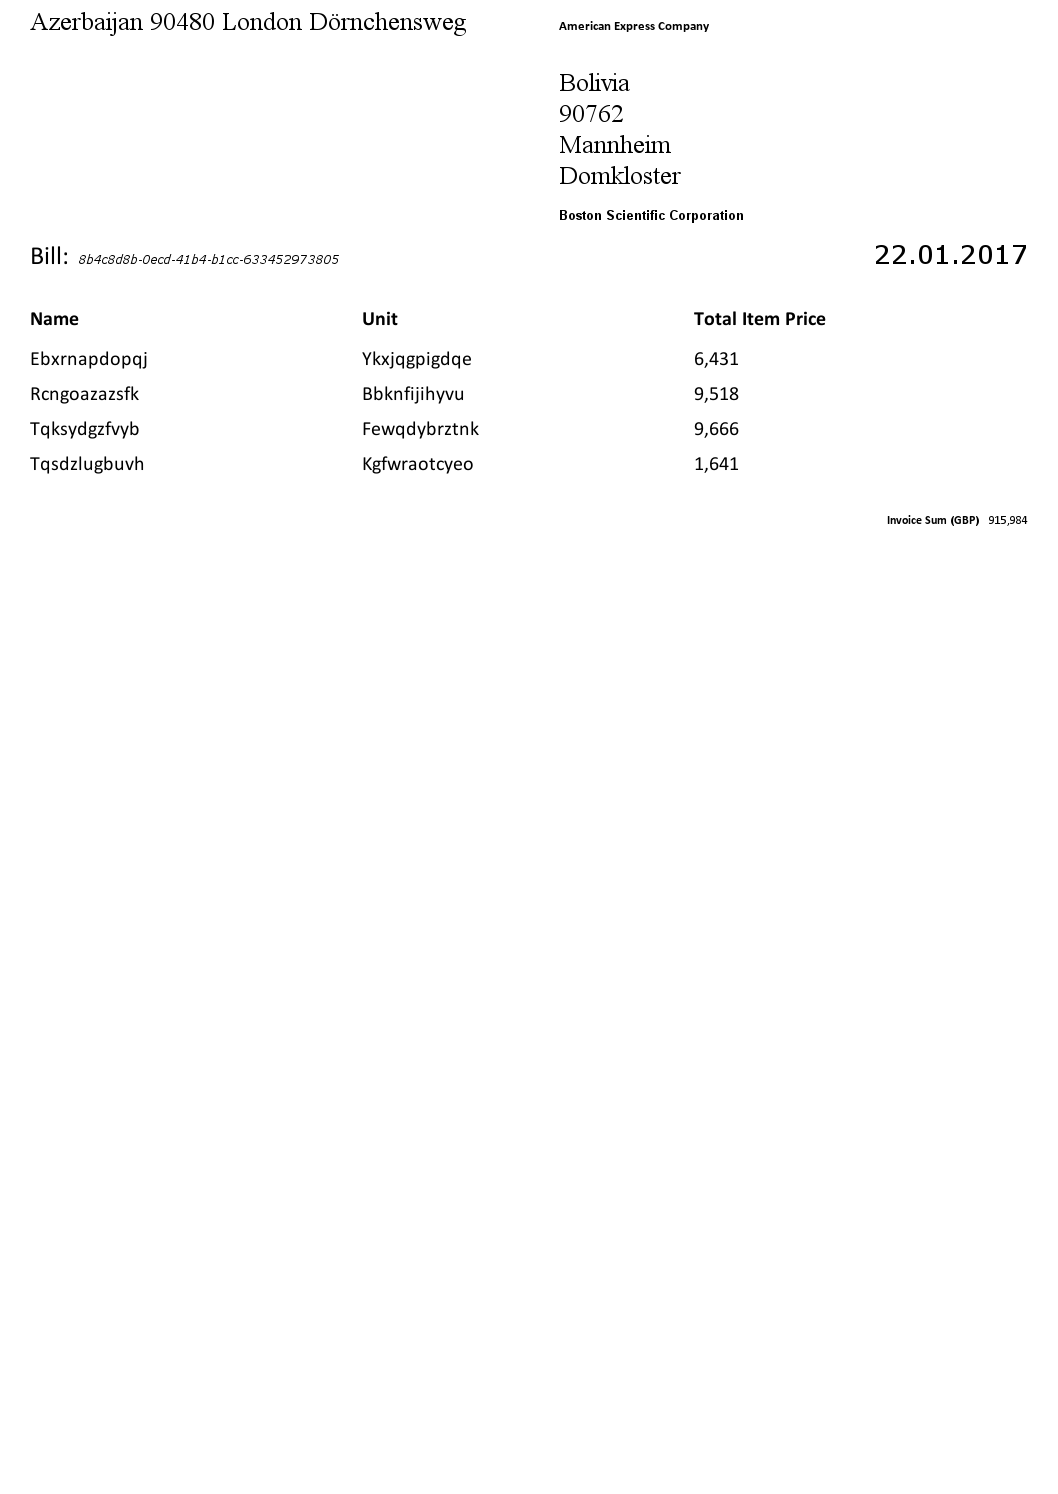 Azerbaijan 90480 London Dörnchensweg
American Express Company
Bolivia
90762
Mannheim
Domkloster
Boston Scientific Corporation
Bill: 8b4c8d8b-0ecd-41b4-b1cc-633452973805 22.01.2017
Name Unit Total Item Price
Ebxrnapdopqj Ykxjqgpigdqe 6,431
Rcngoazazsfk Bbknfijihyvu 9,518
Tqksydgzfvyb Fewqdybrztnk 9,666
Tqsdzlugbuvh Kgfwraotcyeo 1,641
Invoice Sum (GBP) 915,984